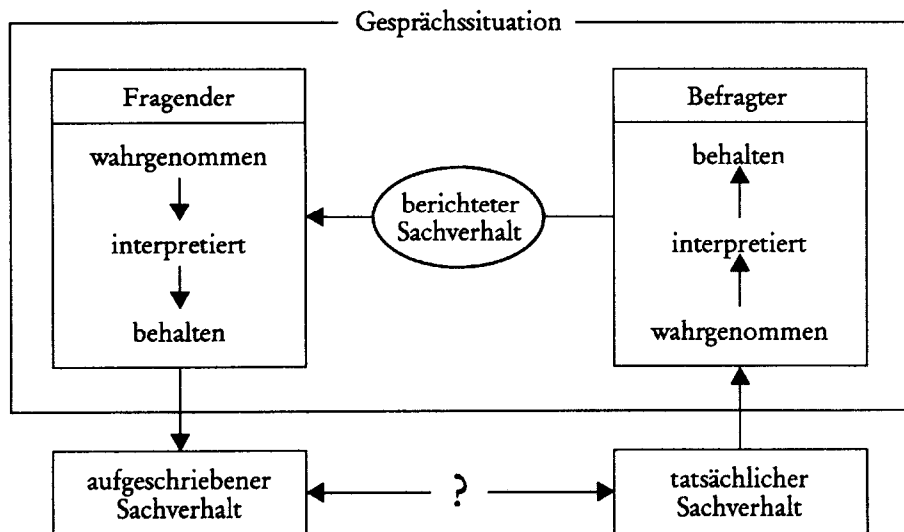 Gesprächssituation
Fragender
wahrgenommen
interpretiert
behalten
berichteter
Sachverhalt
Befragter
behalten
interpretiert
wahrgenommen
aufgeschriebener
Sachverhalt
?
tatsächlicher
Sachverhalt